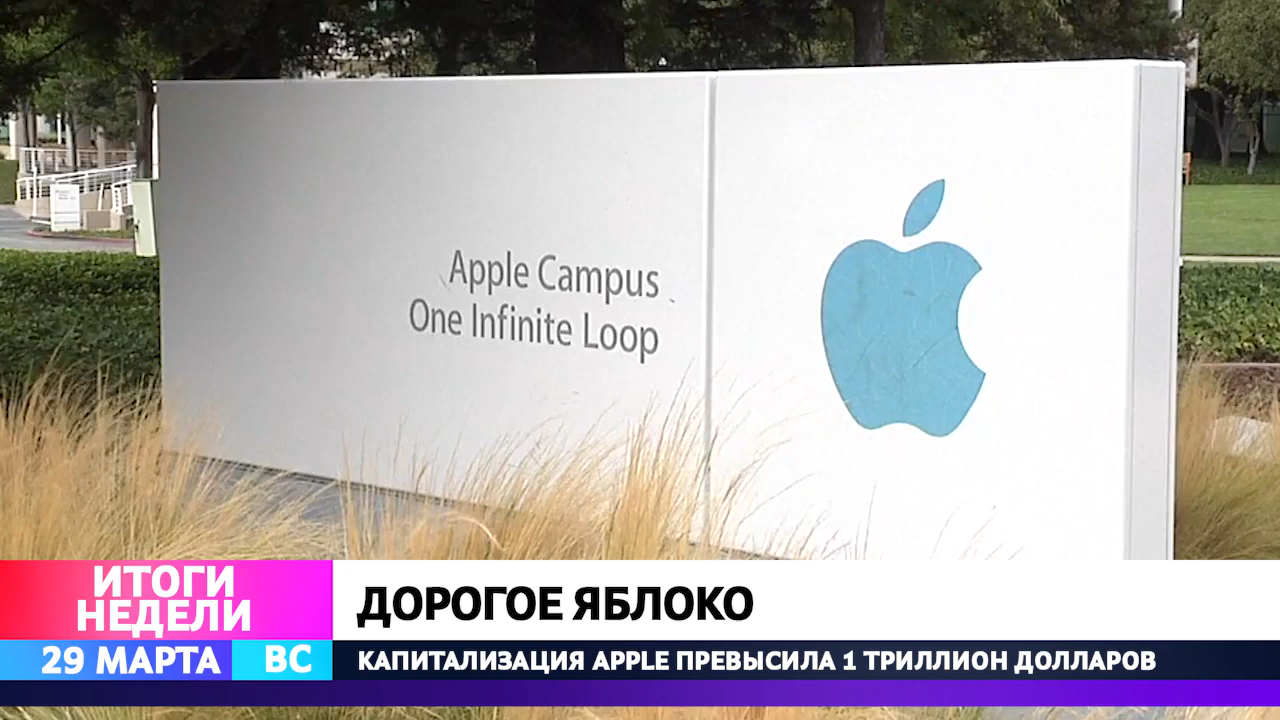 Apple Campus
One Infinite Loop
ИТОГИ
НЕДЕЛИ
ДОРОГОЕ ЯБЛОКО
29 МАРТА ВС
КАПИТАЛИЗАЦИЯ APPLE ПРЕВЫСИЛА 1 ТРИЛЛИОН ДОЛЛАРОВ